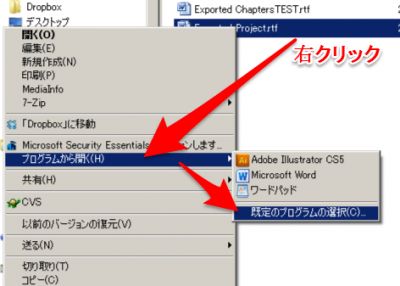 Dropbox
デスクトップ
Exported ChaptersTEST.rtf
Project.rtf
右クリック
開く(O)
編集(E)
新規作成(N)
印刷(P)
MediaInfo
7-Zip
「Dropbox」に移動
Microsoft Security Essentials
します...
プログラムから開く(H)
Adobe Illustrator CS5
Microsoft Word
ワードパッド
既定のプログラムの選択(C)...
共有(H)
CVS
以前のバージョンの復元(V)
送る(N)
切り取り(T)
コピー(C)